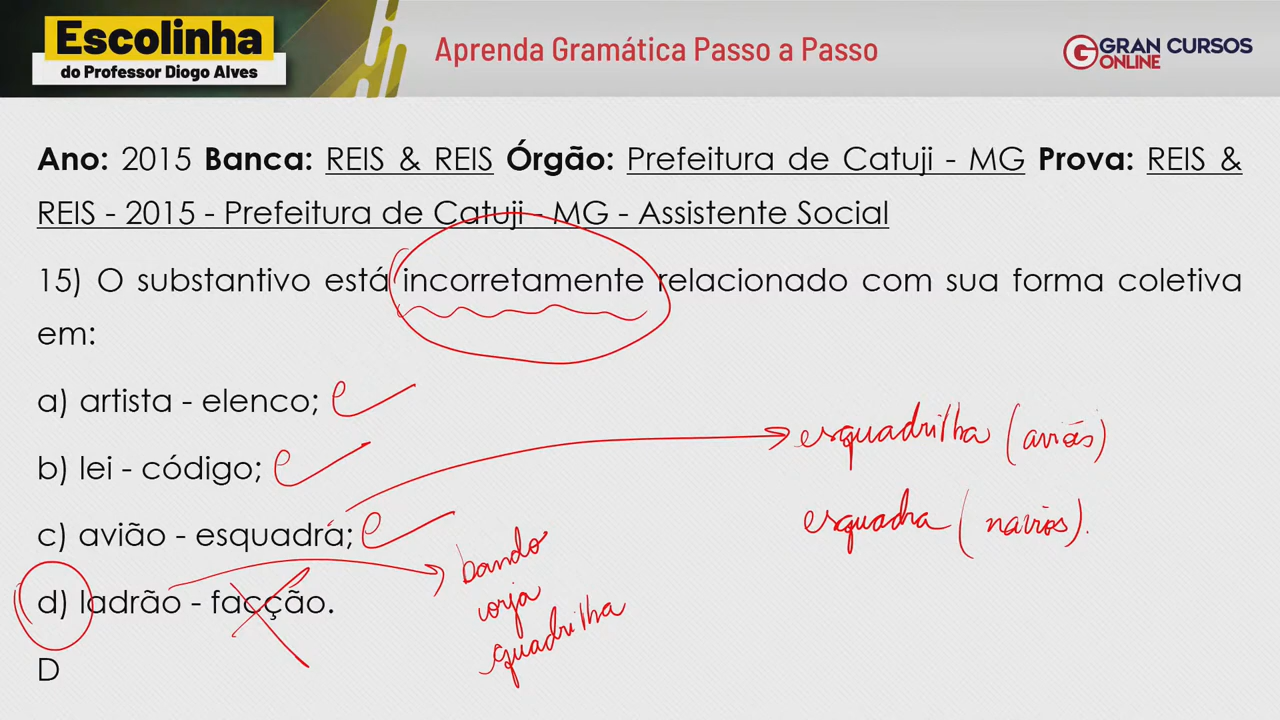 Escolinha
do Professor Diogo Alves
Aprenda Gramática Passo a Passo
GRAN CURSOS
ONLINE
Ano: 2015 Banca: REIS & REIS Órgão: Prefeitura de Catuji - MG Prova: REIS &
REIS - 2015 - Prefeitura de Catuji - MG - Assistente Social
15) O substantivo está incorretamente relacionado com sua forma coletiva
em:
a) artista - elenco; e
b) lei - código; e
c) avião - esquadra; e
esquadrilha (aviões)
esquadra (navios).
d) ladrão - facção.
bando
corja
quadrilha
D